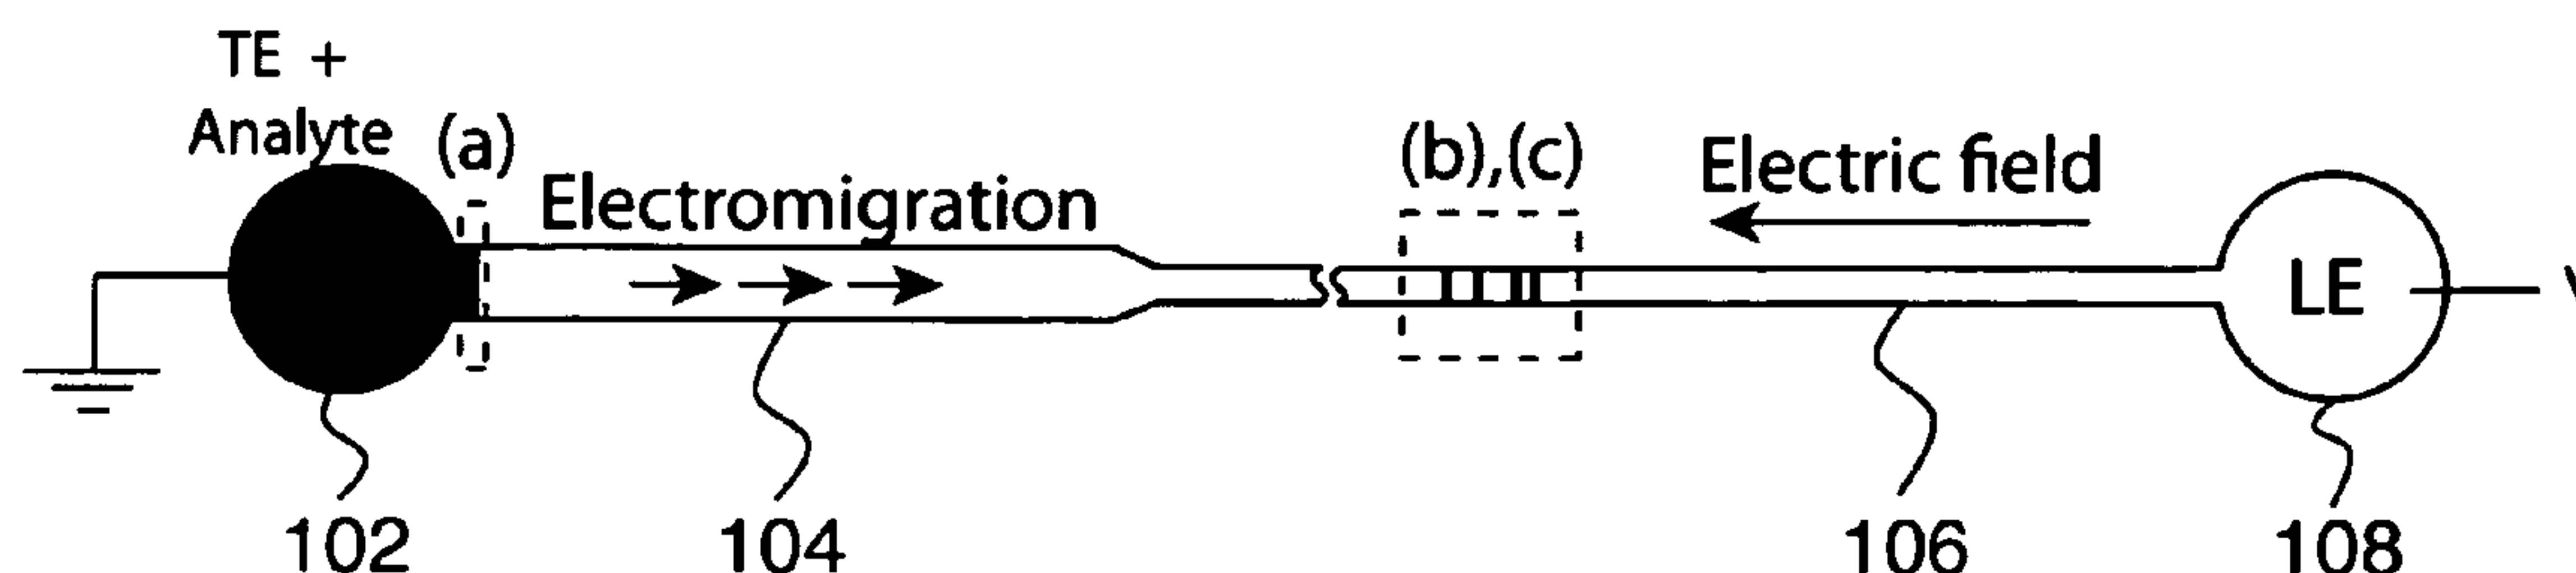 TE +
Analyte
(a)
Electromigration
(b),(c)
Electric field
LE
102
104
106
108